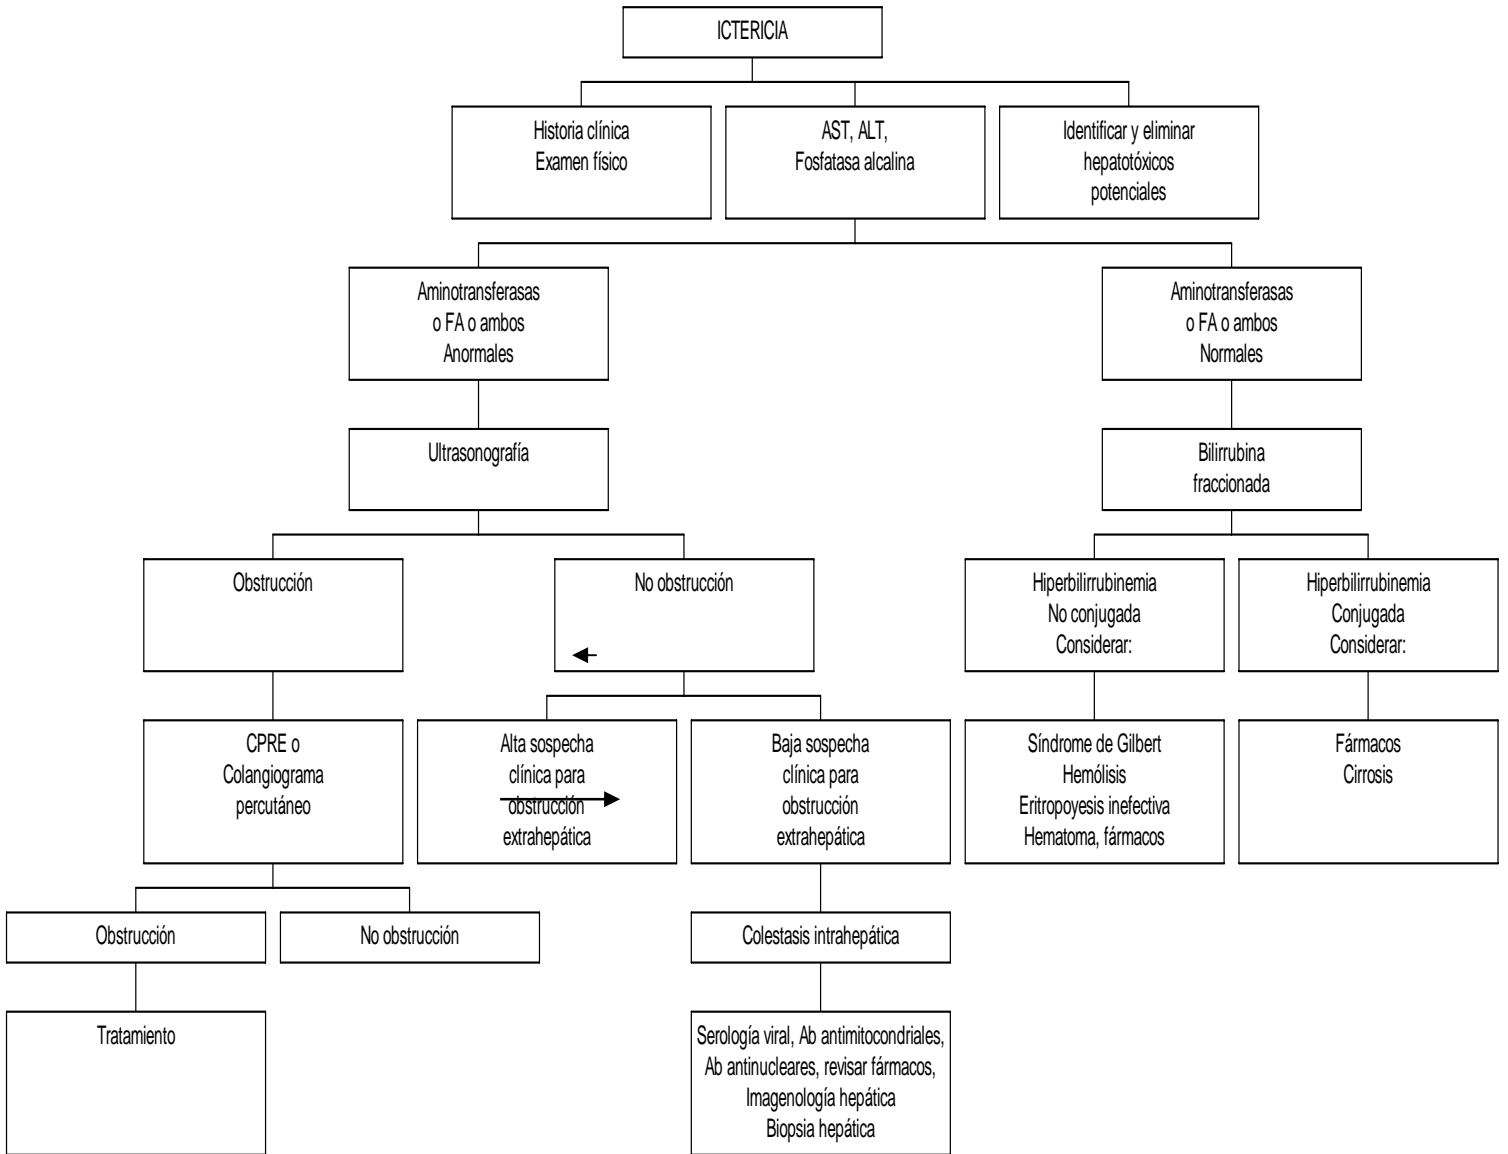 ICTERICIA
Historia clínica
Examen físico
AST, ALT,
Fosfatasa alcalina
Identificar y eliminar
hepatotóxicos
potenciales
Aminotransferasas
o FA o ambos
Anormales
Aminotransferasas
o FA o ambos
Normales
Ultrasonografía
Bilirrubina
fraccionada
Obstrucción
No obstrucción
Hiperbilirrubinemia
No conjugada
Considerar:
Hiperbilirrubinemia
Conjugada
Considerar:
CPRE o
Colangiograma
percutáneo
Alta sospecha
clínica para
obstrucción
extrahepática
Baja sospecha
clínica para
obstrucción
extrahepática
Síndrome de Gilbert
Hemólisis
Eritropoyesis inefectiva
Hematoma, fármacos
Fármacos
Cirrosis
Obstrucción
No obstrucción
Colestasis intrahepática
Tratamiento
Serología viral, Ab antimitocondriales,
Ab antinucleares, revisar fármacos,
Imagenología hepática
Biopsia hepática